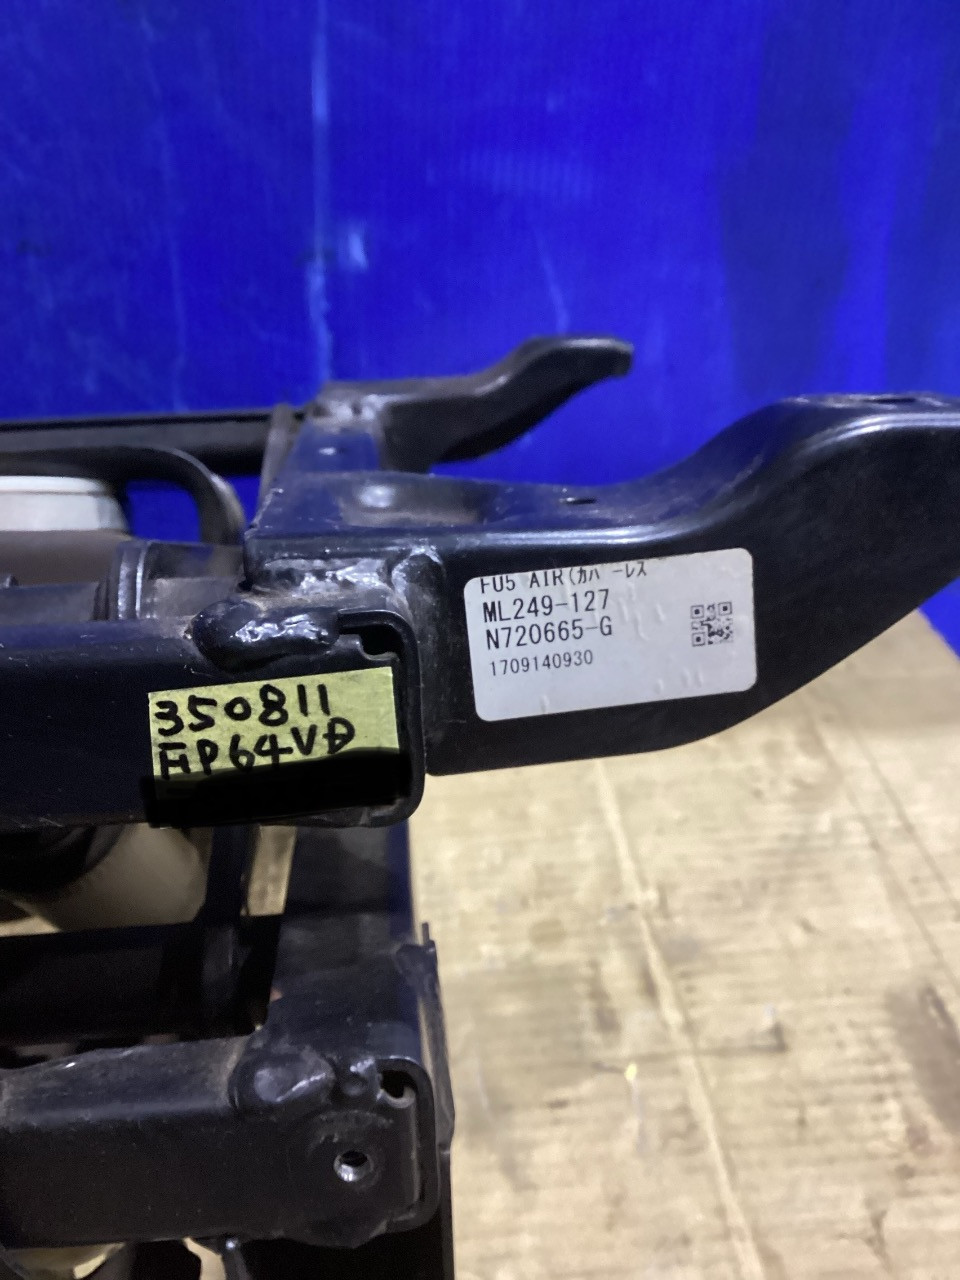 FU5 AIR(ｶﾊﾞｰﾚｽ
ML249-127
N720665-G
1709140930
350811
FP64VD